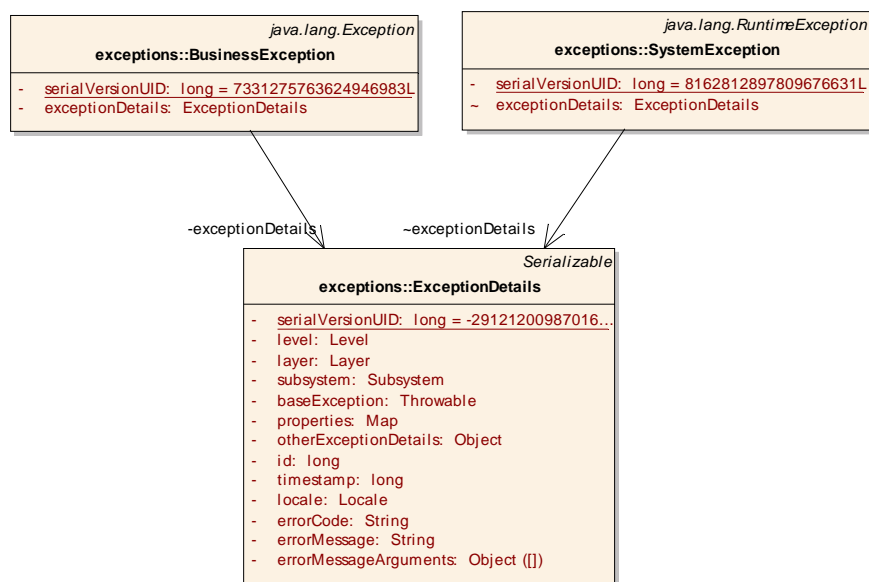 java.lang.Exception
exceptions::BusinessException
- serialVersionUID: long = 7331275763624946983L
- exceptionDetails: ExceptionDetails
java.lang.RuntimeException
exceptions::SystemException
- serialVersionUID: long = 8162812897809676631L
~ exceptionDetails: ExceptionDetails
-exceptionDetails
~exceptionDetails
Serializable
exceptions::ExceptionDetails
- serialVersionUID: long = -29121200987016...
- level: Level
- layer: Layer
- subsystem: Subsystem
- baseException: Throwable
- properties: Map
- otherExceptionDetails: Object
- id: long
- timestamp: long
- locale: Locale
- errorCode: String
- errorMessage: String
- errorMessageArguments: Object ([])